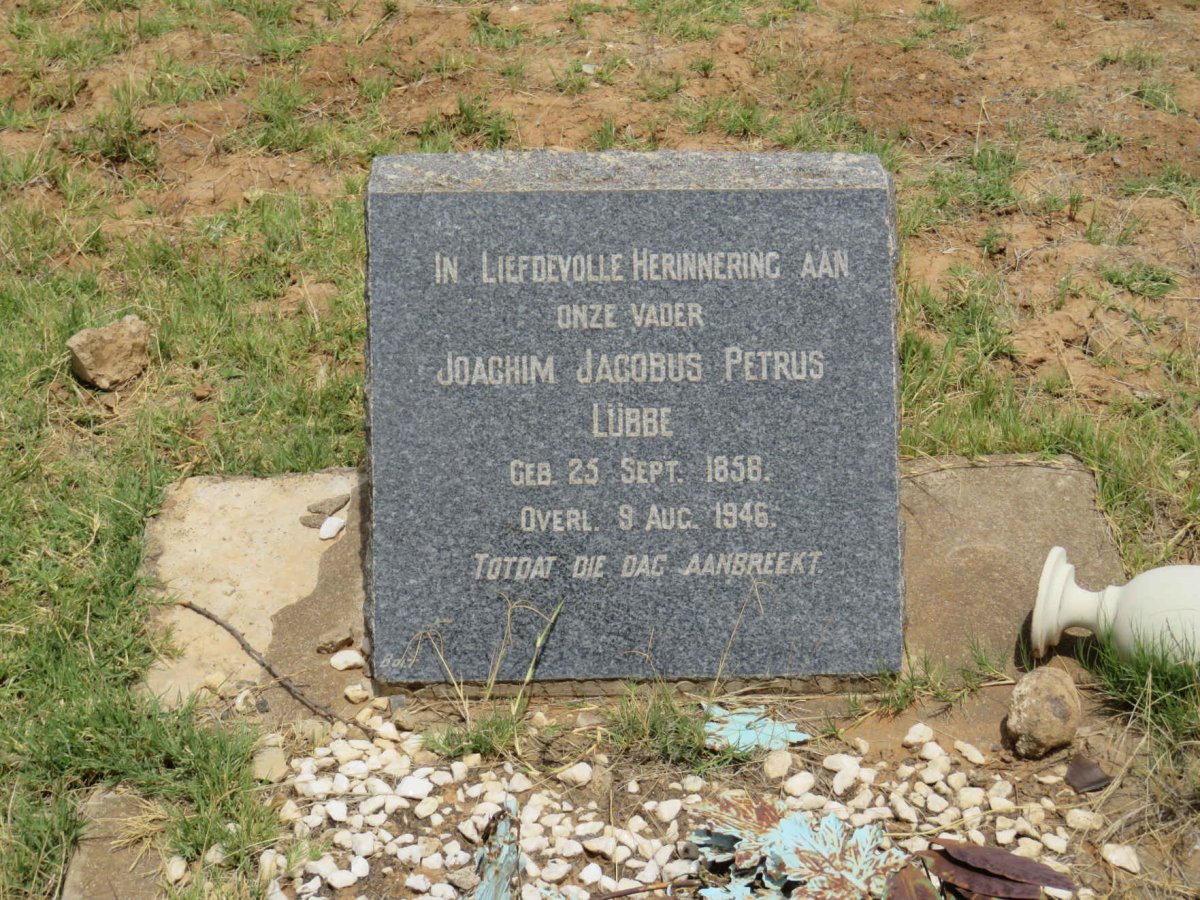 IN LIEFDEVOLLE HERINNERING AAN
ONZE VADER
JOACHIM JACOBUS PETRUS
LÜBBE
GEB. 25 SEPT. 1858.
OVERL. 9 AUG. 1946.
TOTDAT DIE DAG AANBREEKT.